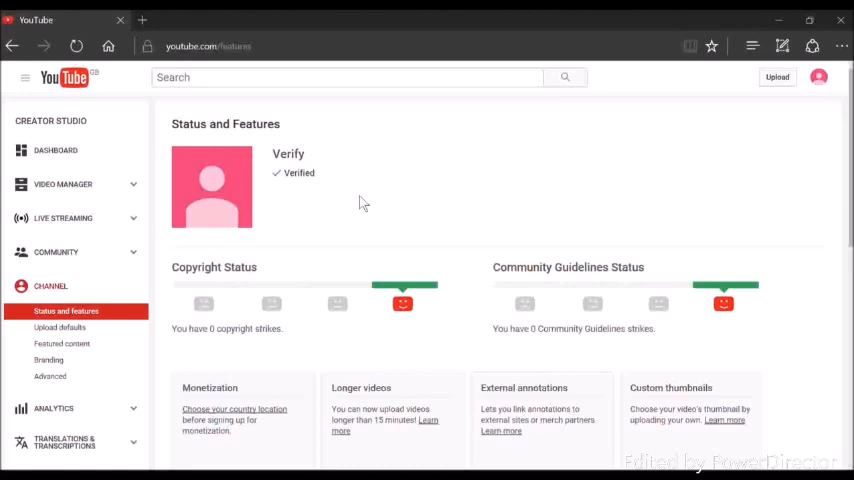 YouTube
youtube.com/features
YouTube GB
Search
Upload
CREATOR STUDIO
Status and Features
DASHBOARD
Verify
Verified
VIDEO MANAGER
LIVE STREAMING
COMMUNITY
Copyright Status
Community Guidelines Status
CHANNEL
Status and features
Upload defaults
You have 0 copyright strikes.
You have 0 Community Guidelines strikes.
Featured content
Branding
Advanced
Monetization
Choose your country location
before signing up for
monetization.
Longer videos
You can now upload videos
longer than 15 minutes! Learn
more
External annotations
Lets you link annotations to
external sites or merch partners.
Learn more
Custom thumbnails
Choose your video's thumbnail by
uploading your own. Learn more
ANALYTICS
TRANSLATIONS &
TRANSCRIPTIONS
Edited by PowerDirector